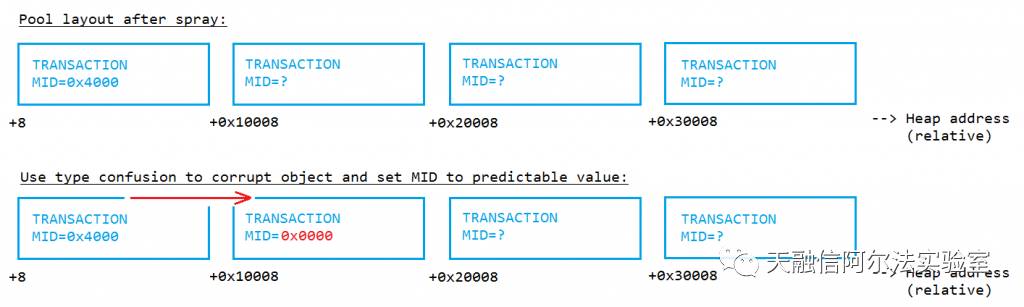 Pool layout after spray:
TRANSACTION
MID=0x4000
TRANSACTION
MID=?
TRANSACTION
MID=?
TRANSACTION
MID=?
+8
+0x10008
+0x20008
+0x30008
--> Heap address
(relative)
Use type confusion to corrupt object and set MID to predictable value:
TRANSACTION
MID=0x4000
TRANSACTION
MID=0x0000
TRANSACTION
MID=?
TRANSACTION
MID=?
天融信阿尔法实验室
+8
+0x10008
+0x20008
+0x30008
--> Heap address
(relative)